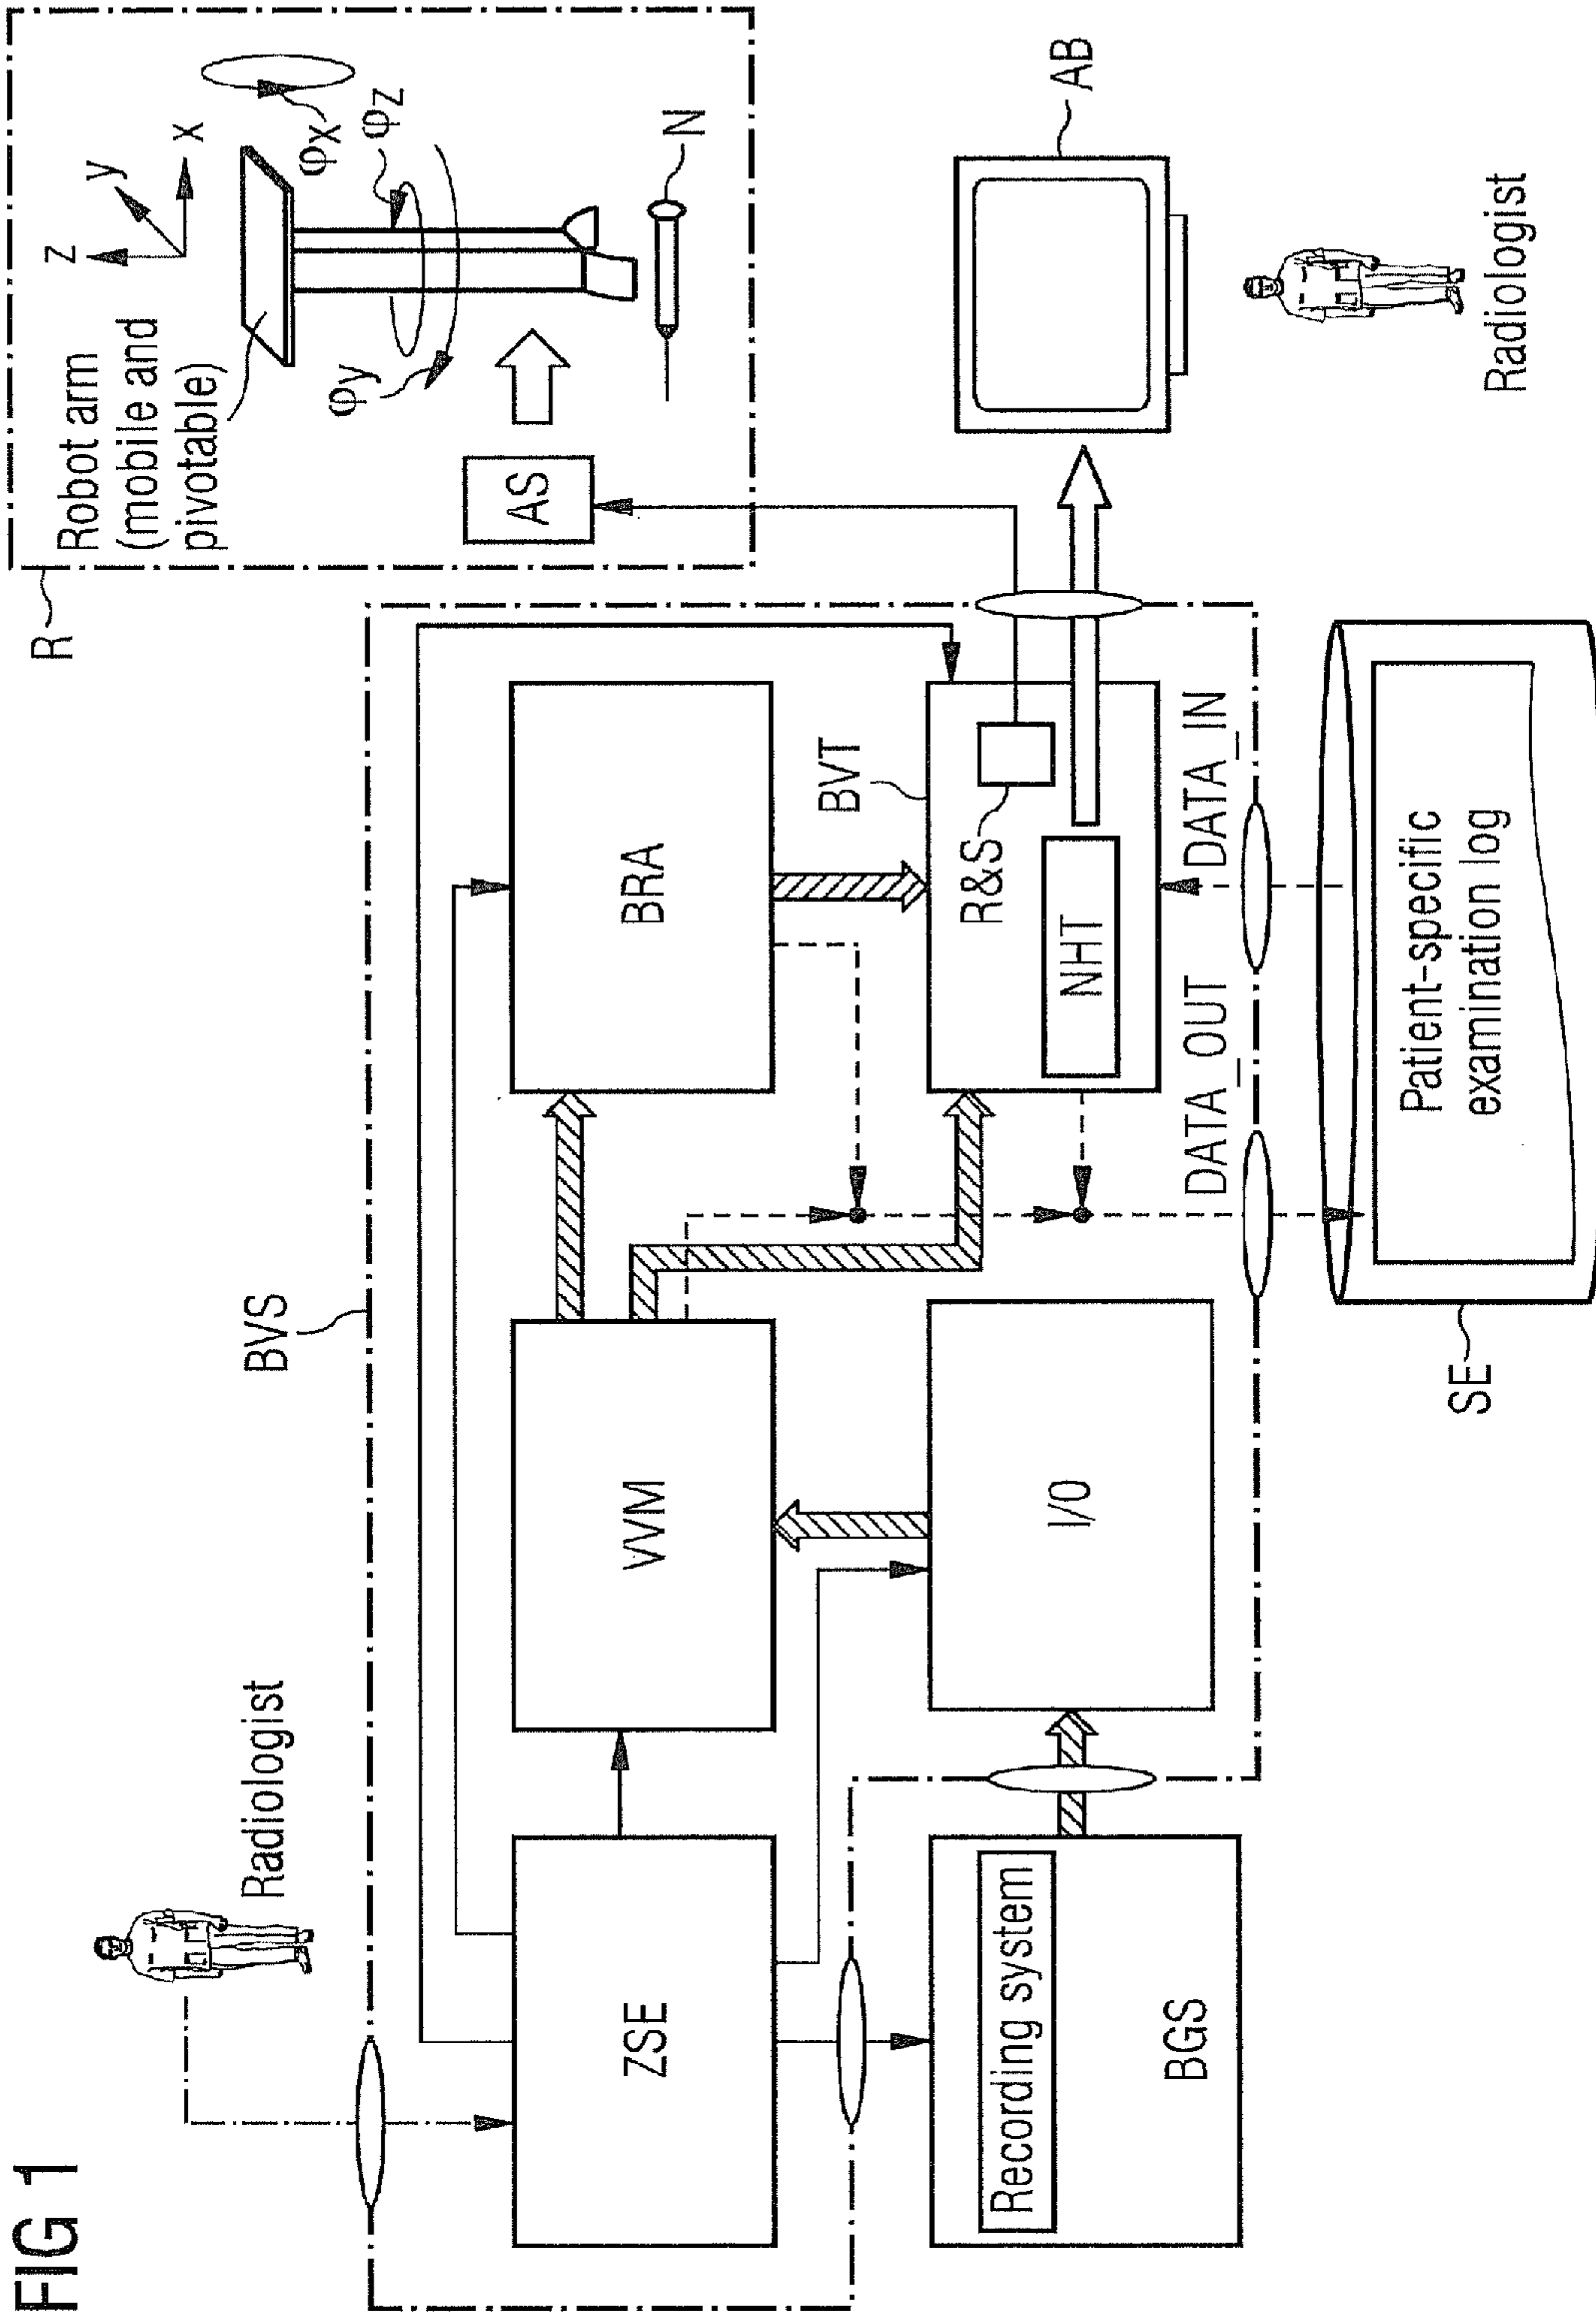 FIG 1
Radiologist
BVS
R
Robot arm
(mobile and
pivotable)
z
y
x
φx
φz
φy
AS
N
ZSE
VVM
BRA
BVT
R&S
NHT
AB
Radiologist
Recording system
BGS
I/O
DATA_OUT
DATA_IN
SE
Patient-specific
examination log